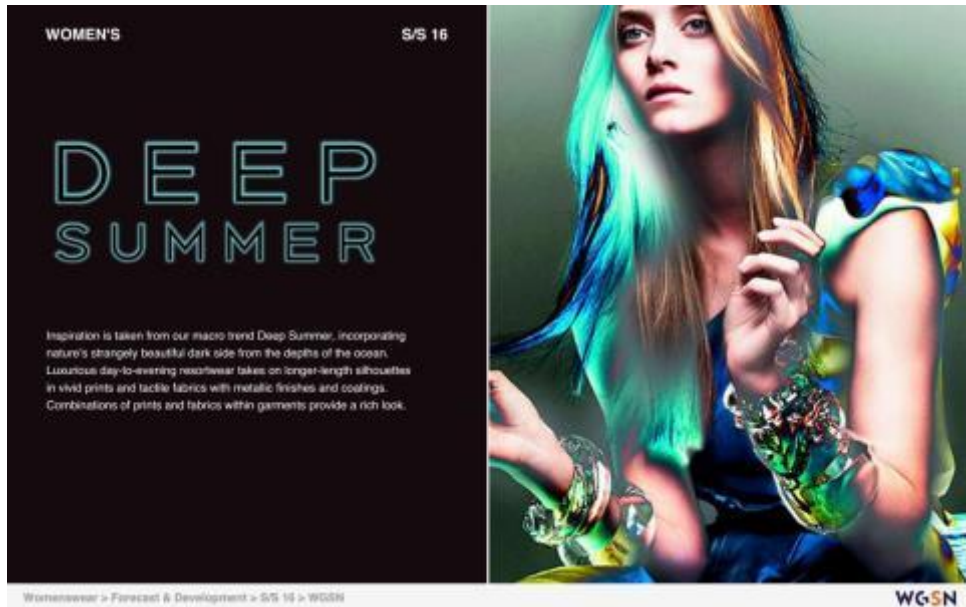 WOMEN'S
S/S 16
DEEP
SUMMER
Inspiration is taken from our macro trend Deep Summer, incorporating
nature's strangely beautiful dark side from the depths of the ocean.
Luxurious day-to-evening resortwear takes on longer-length silhouettes
in vivid prints and tactile fabrics with metallic finishes and coatings.
Combinations of prints and fabrics within garments provide a rich look.
Womenswear > Forecast & Development > S/S 16 > WGSN
WGSN